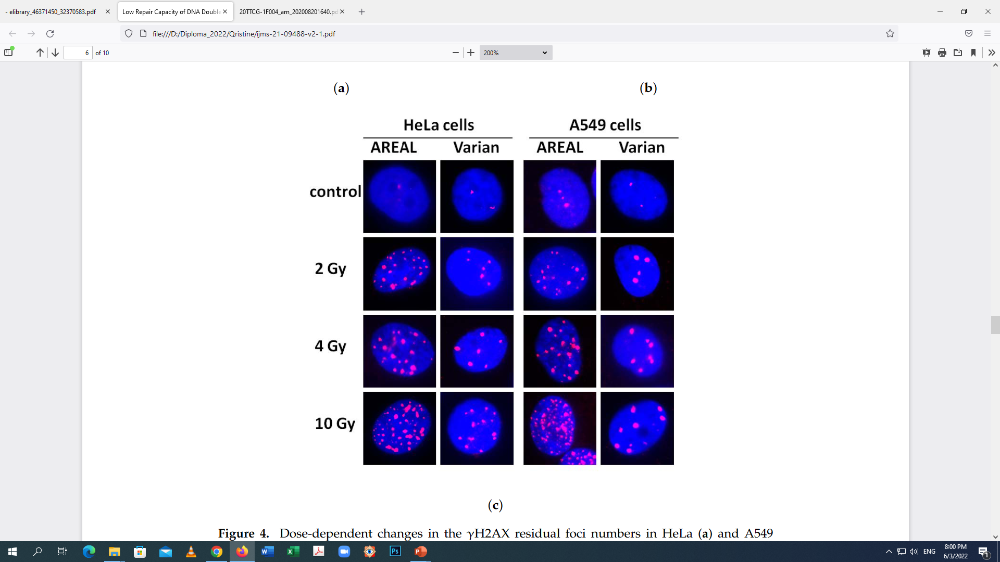 - elibrary_46371450_32370583.pdf
Low Repair Capacity of DNA Double
20TTCG-1F004_am_202008201640.pd
file:///D:/Diploma_2022/Qristine/ijms-21-09488-v2-1.pdf
6 of 10
200%
(a) (b)
HeLa cells A549 cells
AREAL Varian AREAL Varian
control
2 Gy
4 Gy
10 Gy
(c)
Figure 4. Dose-dependent changes in the γH2AX residual foci numbers in HeLa (a) and A549
ENG
8:00 PM
6/3/2022
1